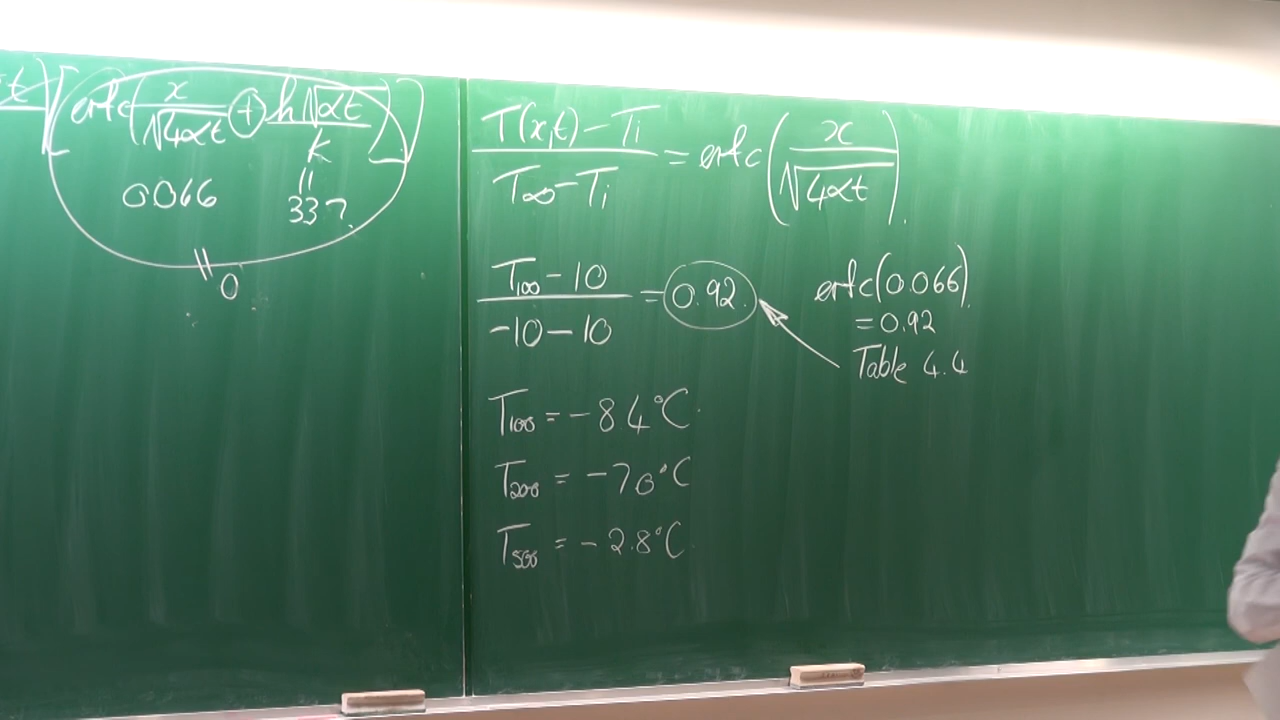 t)[erfc(x/√4αt + h√αt/k)]
0.066 33?
= 0
(T(x,t) − Ti)/(T∞ − Ti) = erfc(x/√4αt).
(T100 − 10)/(−10 − 10) = 0.92.
erfc(0.066).
= 0.92
Table 4.4
T100 = −8.4°C.
T200 = −7.0°C
T500 = −2.8°C.